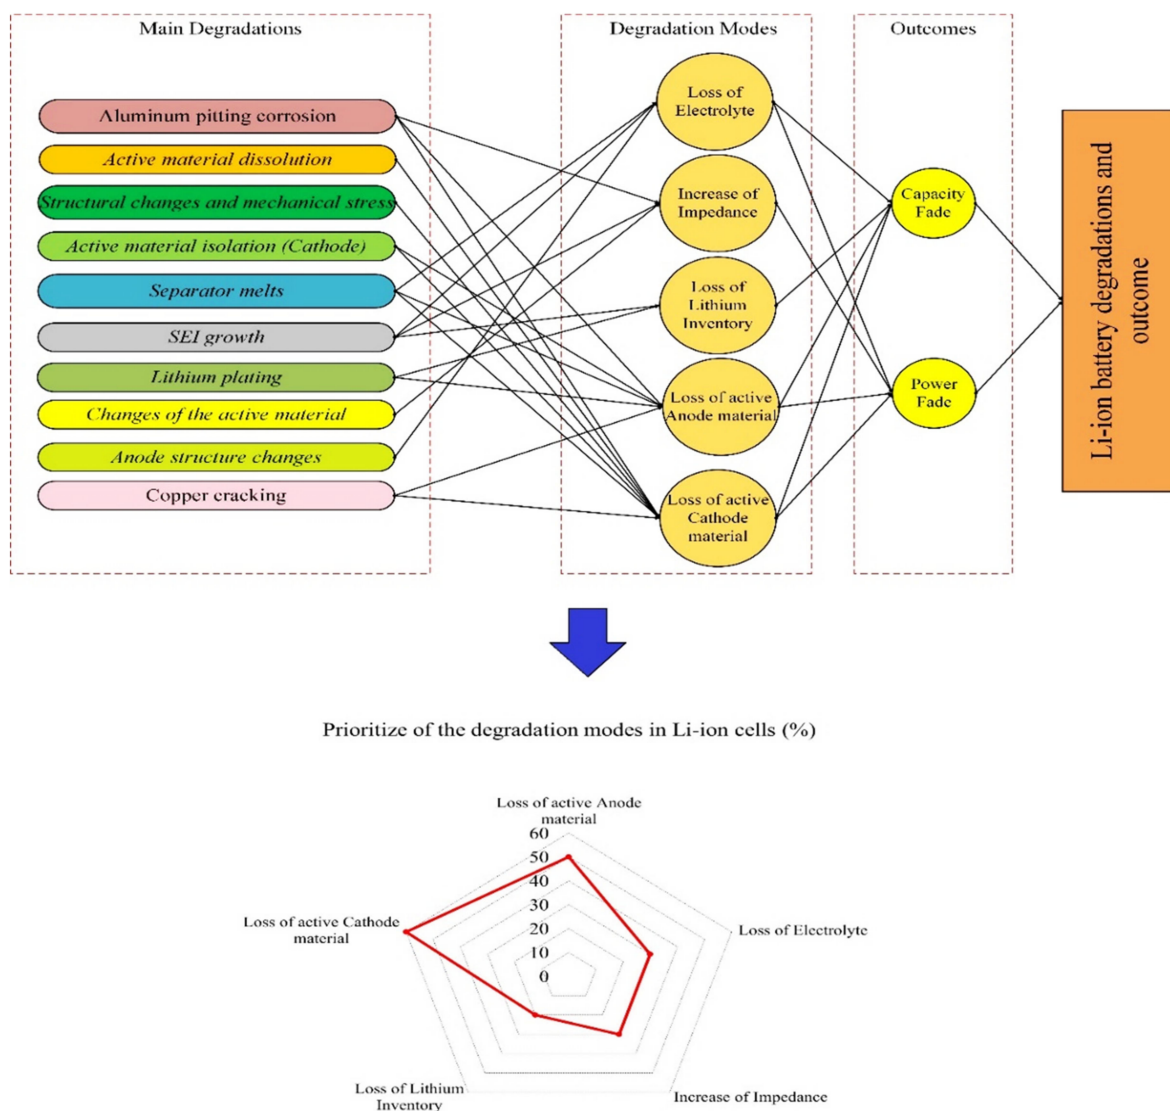 Main Degradations
Degradation Modes
Outcomes
Aluminum pitting corrosion
Active material dissolution
Structural changes and mechanical stress
Active material isolation (Cathode)
Separator melts
SEI growth
Lithium plating
Changes of the active material
Anode structure changes
Copper cracking
Loss of
Electrolyte
Increase of
Impedance
Loss of
Lithium
Inventory
Loss of active
Anode material
Loss of active
Cathode
material
Capacity
Fade
Power
Fade
Li-ion battery degradations and
outcome
Prioritize of the degradation modes in Li-ion cells (%)
Loss of active Anode
material
60
50
40
30
20
10
0
Loss of Electrolyte
Increase of Impedance
Loss of Lithium
Inventory
Loss of active Cathode
material